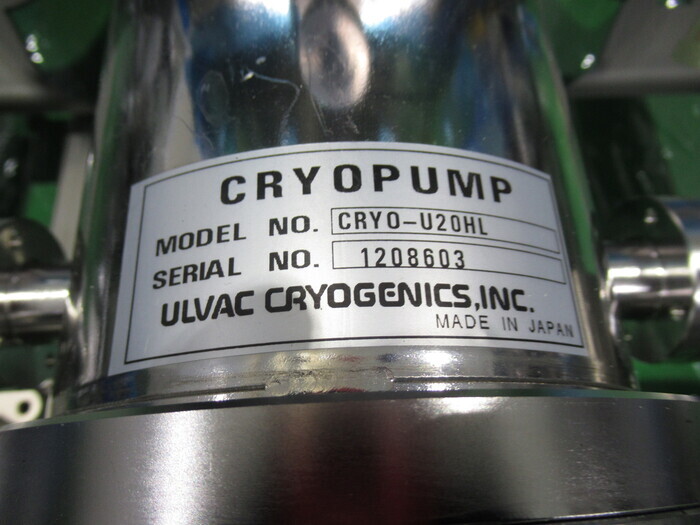 CRYOPUMP
MODEL NO. CRYO-U20HL
SERIAL NO. 1208603
ULVAC CRYOGENICS,INC.
MADE IN JAPAN